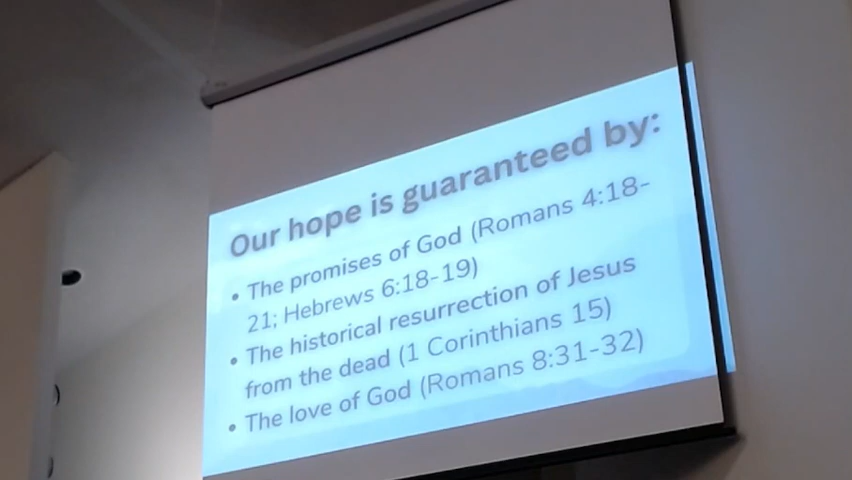 Our hope is guaranteed by:
• The promises of God (Romans 4:18-
21; Hebrews 6:18-19)
• The historical resurrection of Jesus
from the dead (1 Corinthians 15)
• The love of God (Romans 8:31-32)